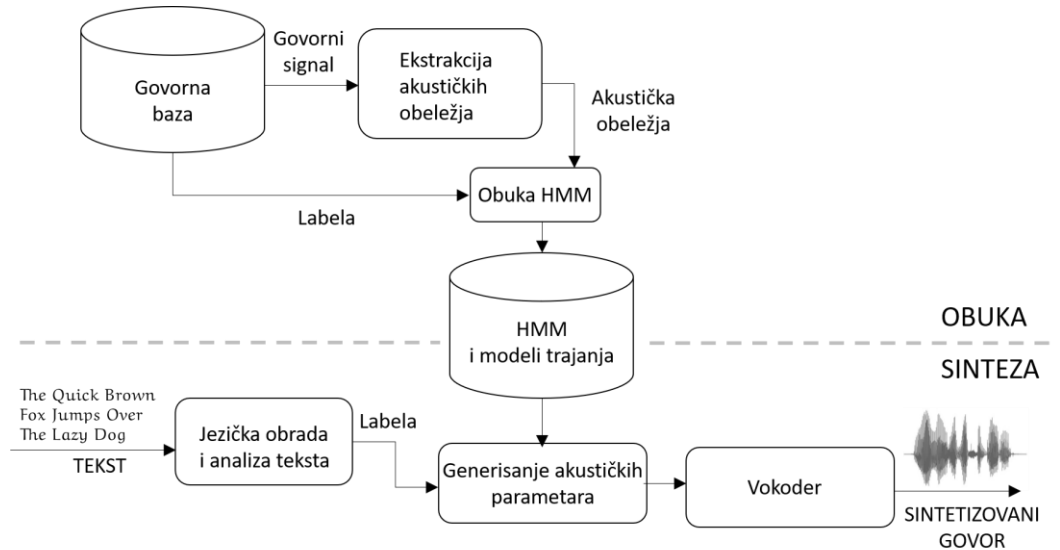 Govorna
baza
Govorni
signal
Ekstrakcija
akustičkih
obeležja
Akustička
obeležja
Labela
Obuka HMM
HMM
i modeli trajanja
OBUKA
SINTEZA
The Quick Brown
Fox Jumps Over
The Lazy Dog
TEKST
Jezička obrada
i analiza teksta
Labela
Generisanje akustičkih
parametara
Vokoder
SINTETIZOVANI
GOVOR